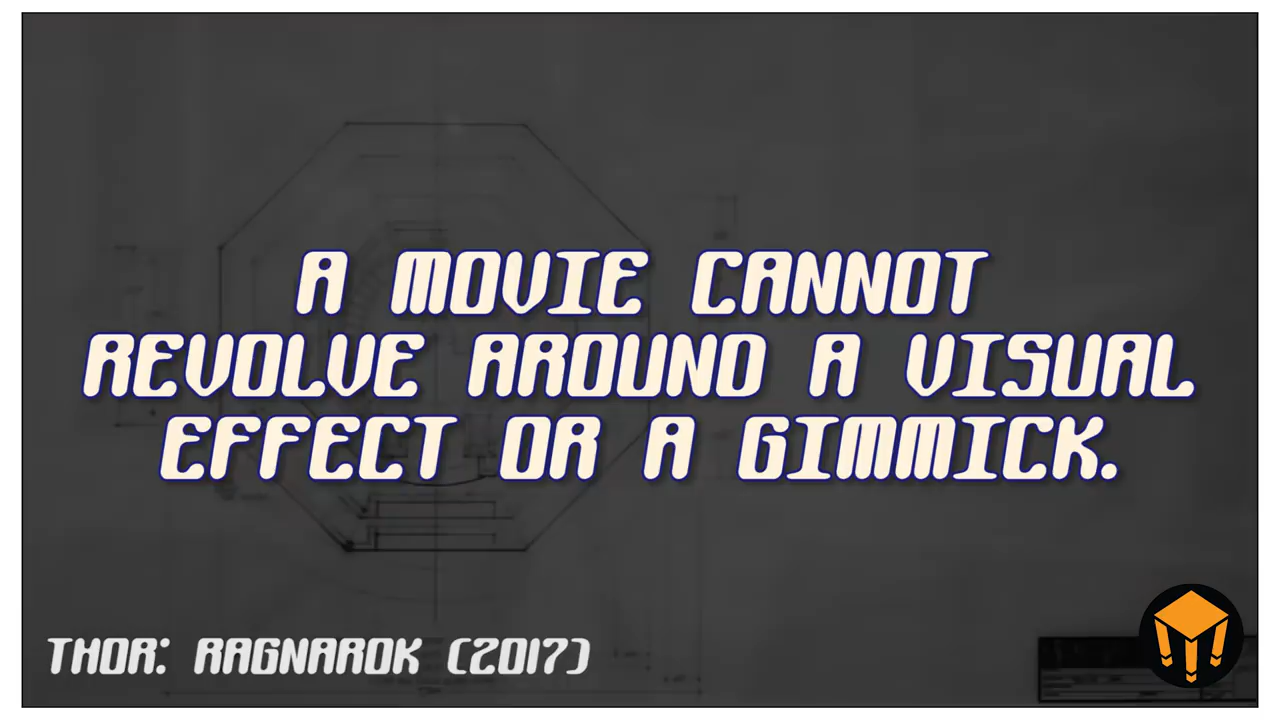 A MOVIE CANNOT
REVOLVE AROUND A VISUAL
EFFECT OR A GIMMICK.
THOR: RAGNAROK (2017)